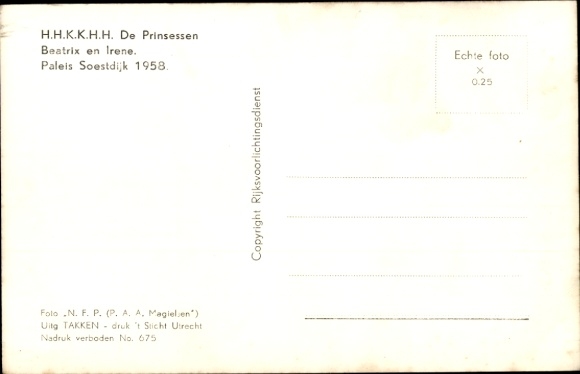 H.H.K.K.H.H. De Prinsessen
Beatrix en Irene.
Paleis Soestdijk 1958.
Echte foto
X
0.25
Copyright Rijksvoorlichtingsdienst
Foto „N. F. P. (P. A. A. Magielsen")
Uitg TAKKEN - druk 't Sticht Utrecht
Nadruk verboden No. 675